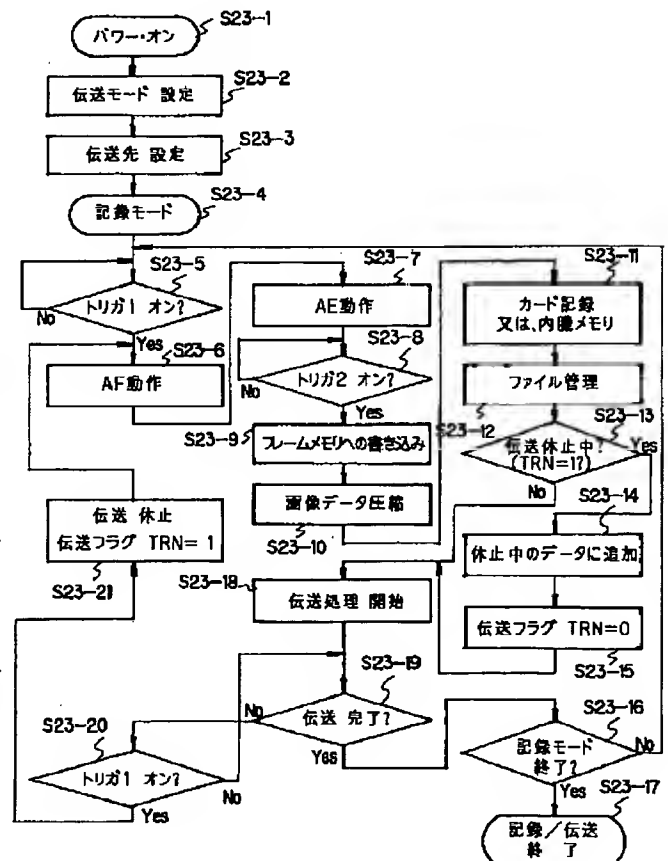 S23-1
パワー・オン
S23-2
伝送モード 設定
S23-3
伝送先 設定
S23-4
記録モード
S23-5
トリガ1 オン?
No
Yes
S23-6
AF動作
S23-7
AE動作
S23-8
トリガ2 オン?
No
Yes
S23-9
フレームメモリへの書き込み
画像データ圧縮
S23-10
S23-11
カード記録
又は、内臓メモリ
ファイル管理
S23-12
S23-13
伝送休止中?
(TRN=1?)
Yes
No
S23-14
休止中のデータに追加
伝送フラグ TRN=0
S23-15
伝送 休止
伝送フラグ TRN=1
S23-21
S23-18
伝送処理 開始
S23-19
伝送 完了?
No
Yes
S23-20
トリガ1 オン?
No
Yes
S23-16
記録モード
終了?
No
Yes
S23-17
記録/伝送
終 了